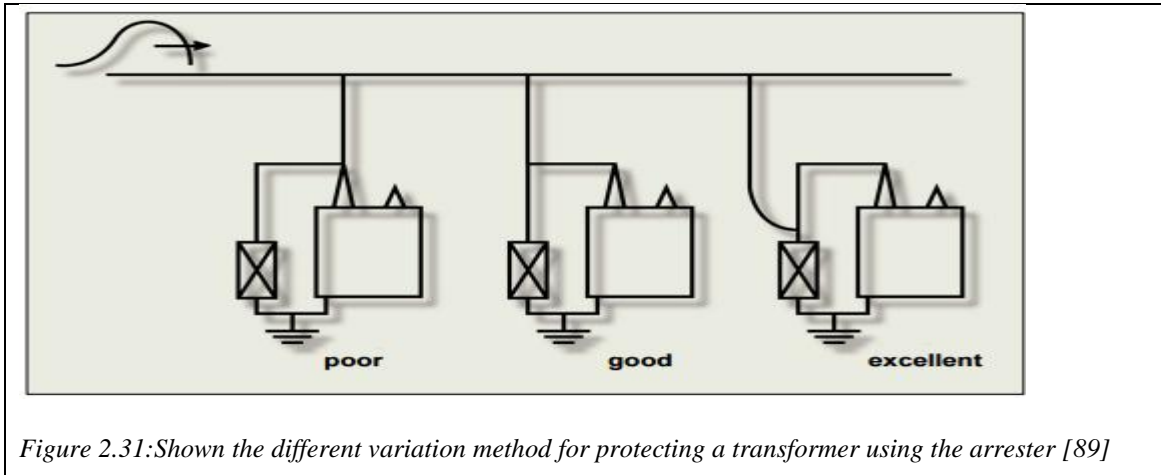 poor good excellent
Figure 2.31:Shown the different variation method for protecting a transformer using the arrester [89]